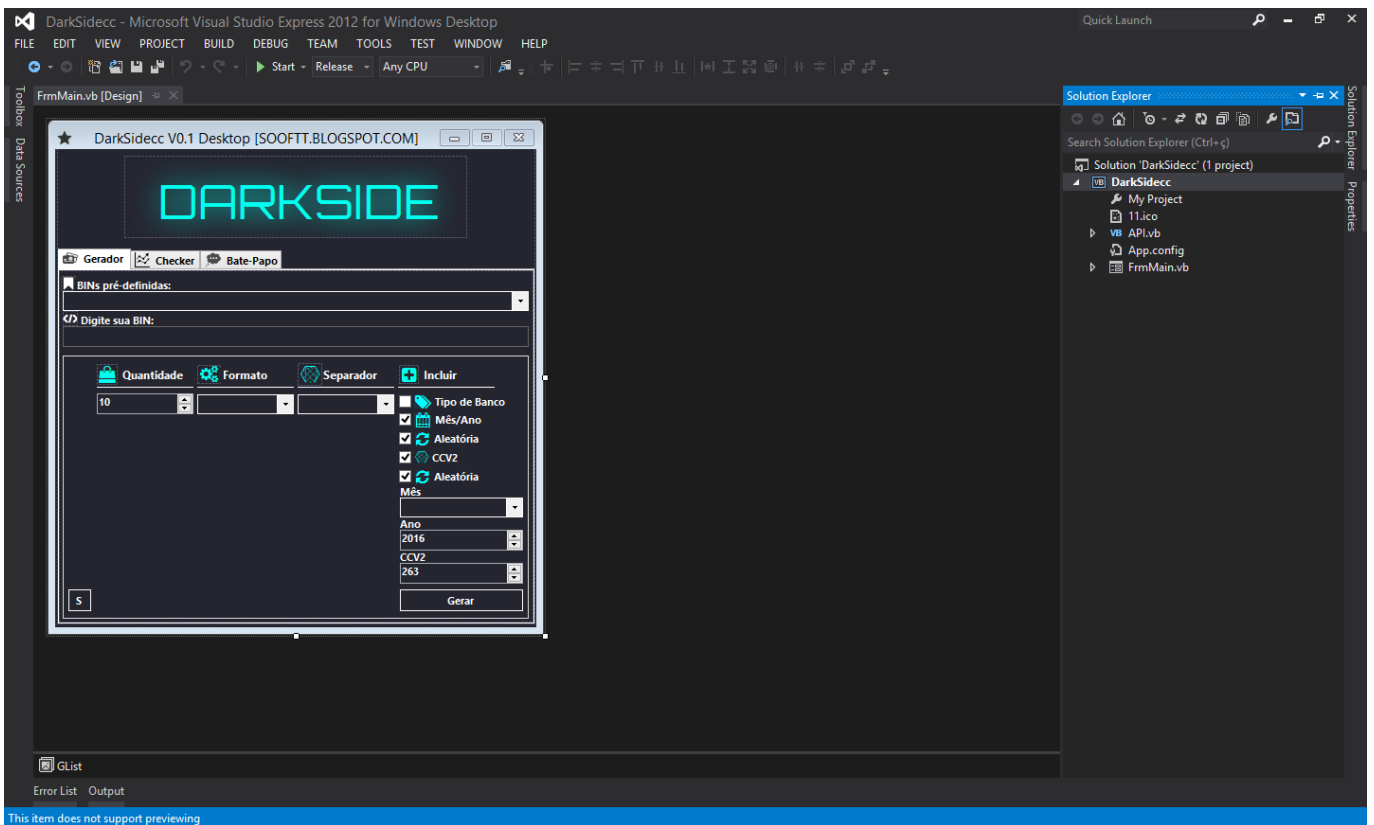 DarkSidecc - Microsoft Visual Studio Express 2012 for Windows Desktop
Quick Launch
FILE EDIT VIEW PROJECT BUILD DEBUG TEAM TOOLS TEST WINDOW HELP
Start Release Any CPU
Toolbox
Data Sources
FrmMain.vb [Design]
DarkSidecc V0.1 Desktop [SOOFTT.BLOGSPOT.COM]
DARKSIDE
Gerador Checker Bate-Papo
BINs pré-definidas:
Digite sua BIN:
Quantidade Formato Separador Incluir
10
Tipo de Banco
Mês/Ano
Aleatória
CCV2
Aleatória
Mês
Ano
2016
CCV2
263
S
Gerar
GList
Error List Output
This item does not support previewing
Solution Explorer
Search Solution Explorer (Ctrl+ç)
Solution 'DarkSidecc' (1 project)
VB DarkSidecc
My Project
11.ico
VB API.vb
App.config
FrmMain.vb
Solution Explorer
Properties